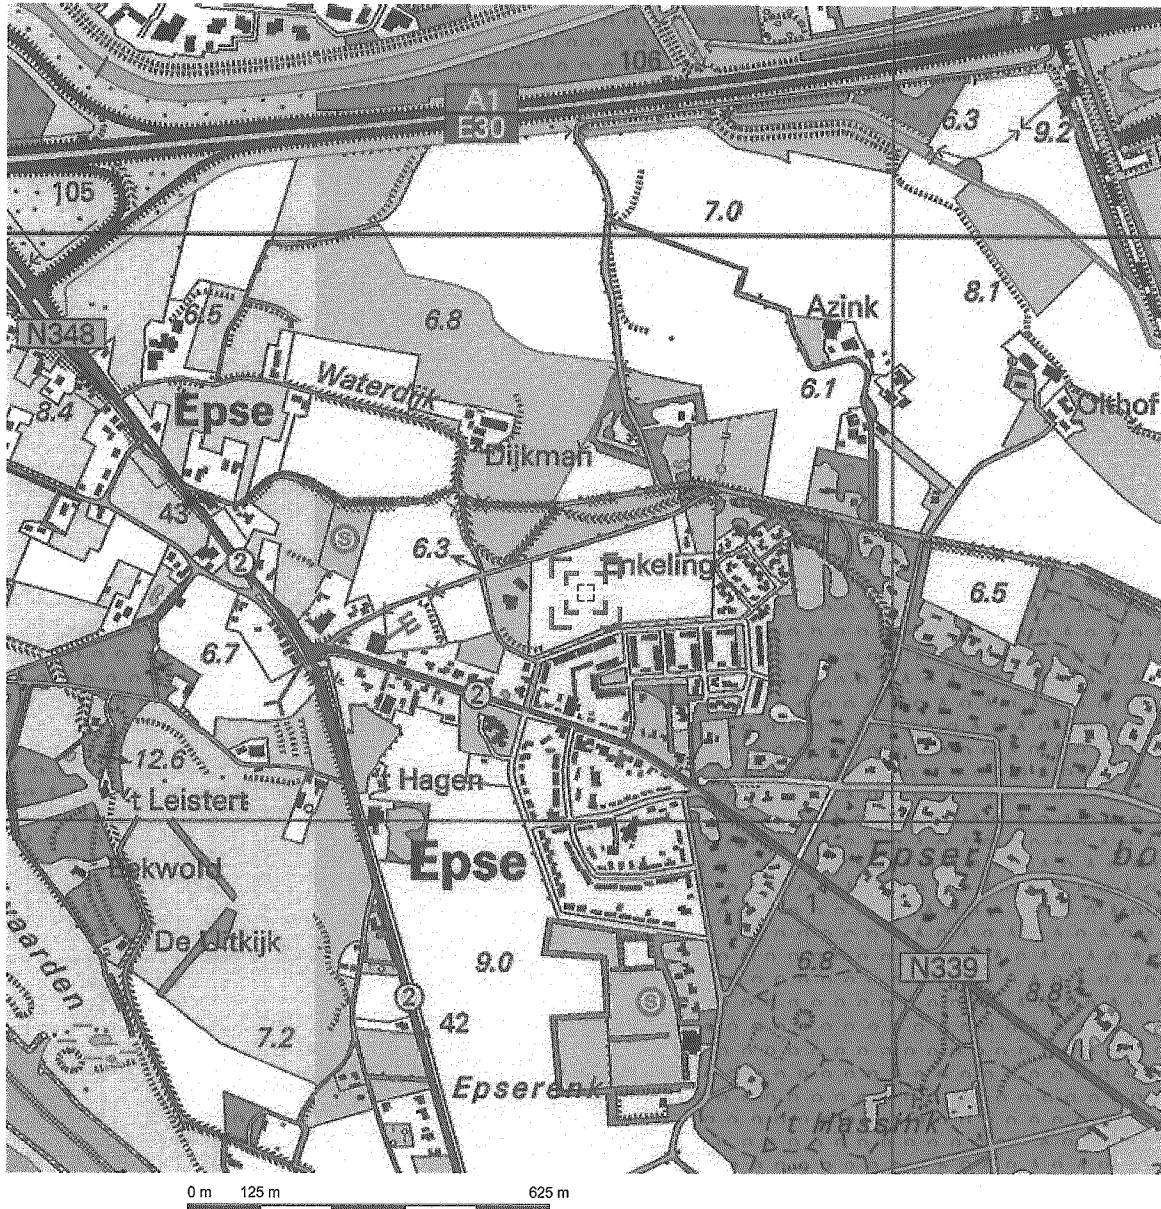 106
A1
E30
6.3
9.2
105
7.0
6.5
6.8
Azink
8.1
N348
8.4
Waterdijk
6.1
Epse
Olthof
Dijkman
43
S
6.3
Enkeling
2
6.5
6.7
2
12.6
't Hagen
't Leistert
Epse
Epser
De Uitkijk
9.0
6.8
N339
8.8
S
2
42
7.2
Epserenk
't Hassink
0 m
125 m
625 m